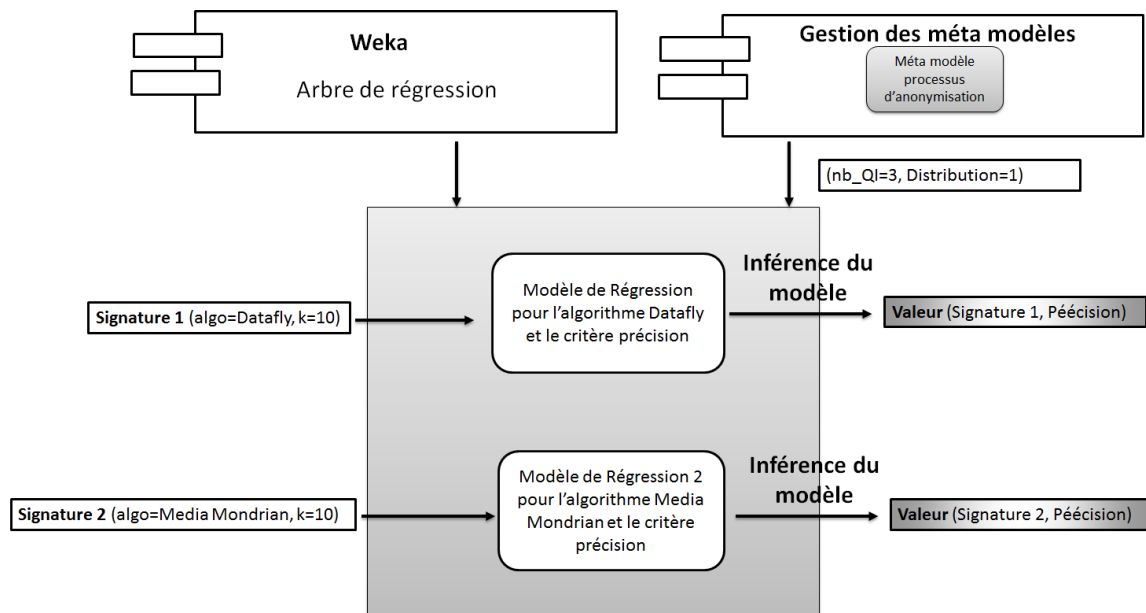 Weka
Arbre de régression
Gestion des méta modèles
Méta modèle
processus
d'anonymisation
(nb_QI=3, Distribution=1)
Signature 1 (algo=Datafly, k=10)
Modèle de Régression
pour l'algorithme Datafly
et le critère précision
Inférence du
modèle
Valeur (Signature 1, Péécision)
Signature 2 (algo=Media Mondrian, k=10)
Modèle de Régression 2
pour l'algorithme Media
Mondrian et le critère
précision
Inférence du
modèle
Valeur (Signature 2, Péécision)